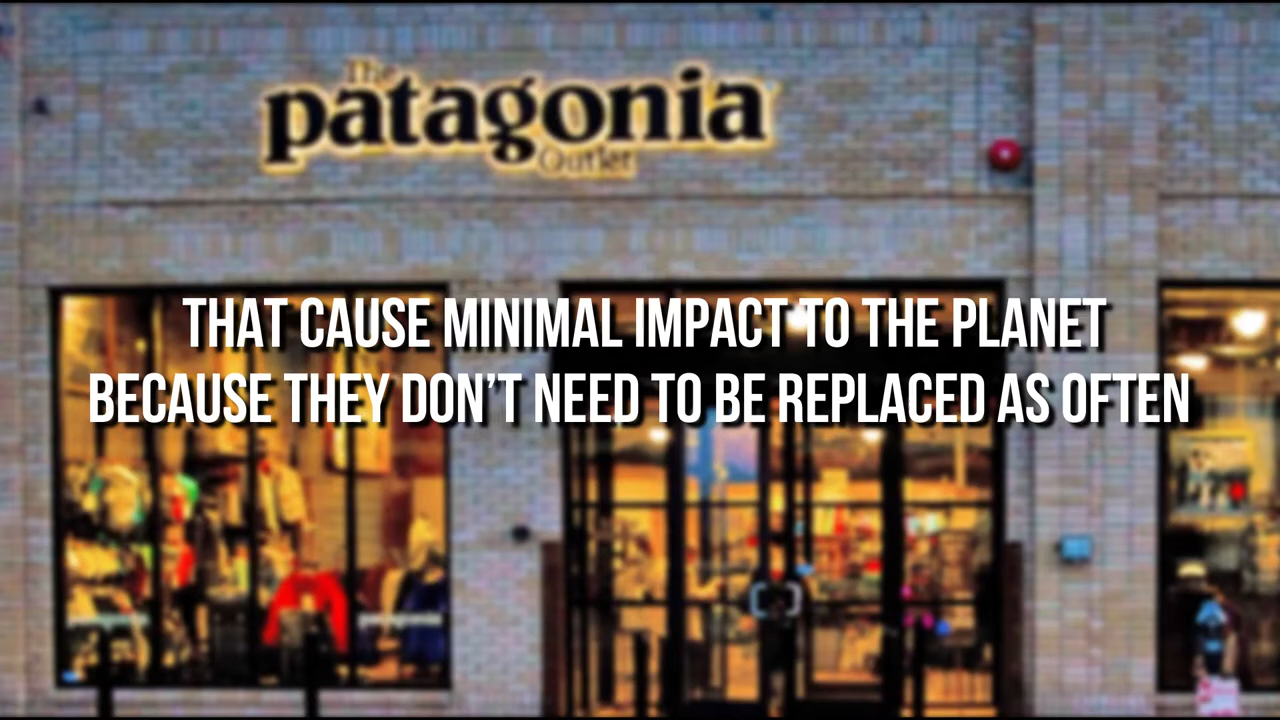 The
patagonia
Outlet
THAT CAUSE MINIMAL IMPACT TO THE PLANET
BECAUSE THEY DON’T NEED TO BE REPLACED AS OFTEN